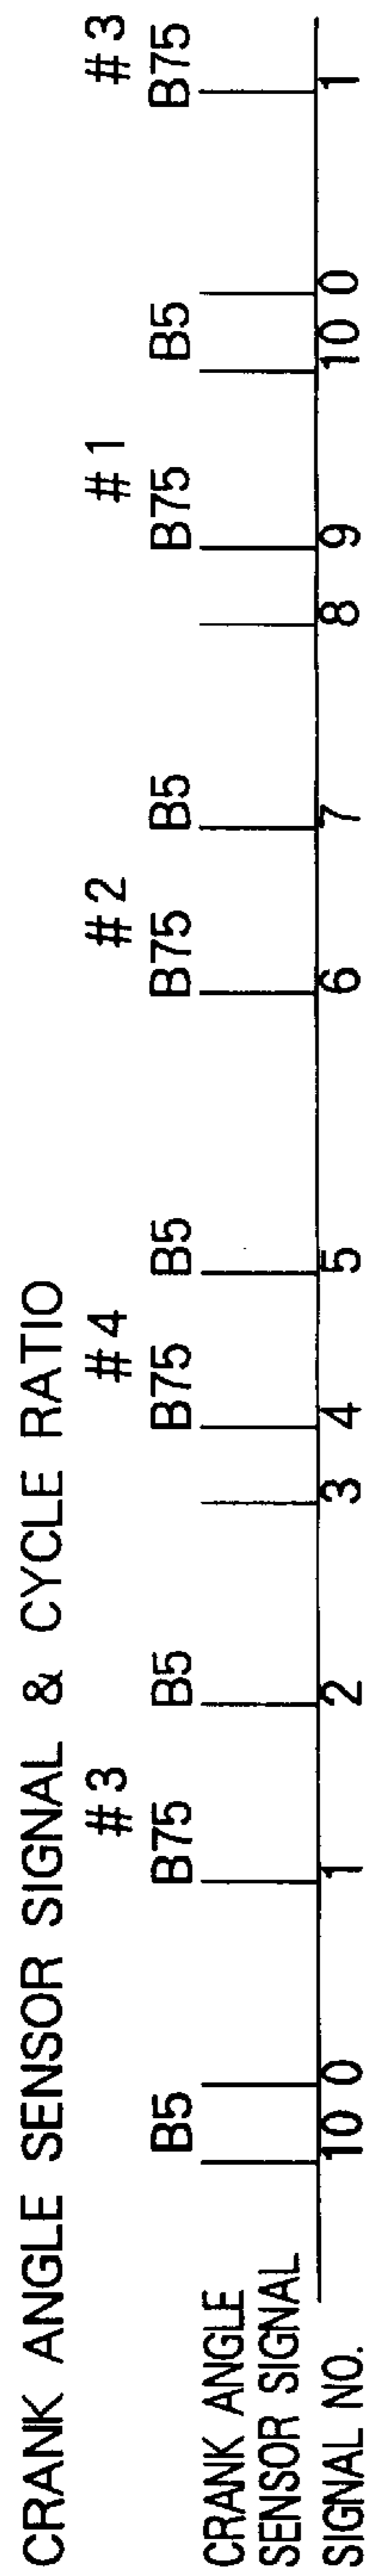 CRANK ANGLE SENSOR SIGNAL & CYCLE RATIO
#3 #4 #2 #1 #3
B5 B75 B5 B75 B5 B75 B5 B75 B5 B75
CRANK ANGLE
SENSOR SIGNAL
SIGNAL NO. 10 0 1 2 3 4 5 6 7 8 9 10 0 1